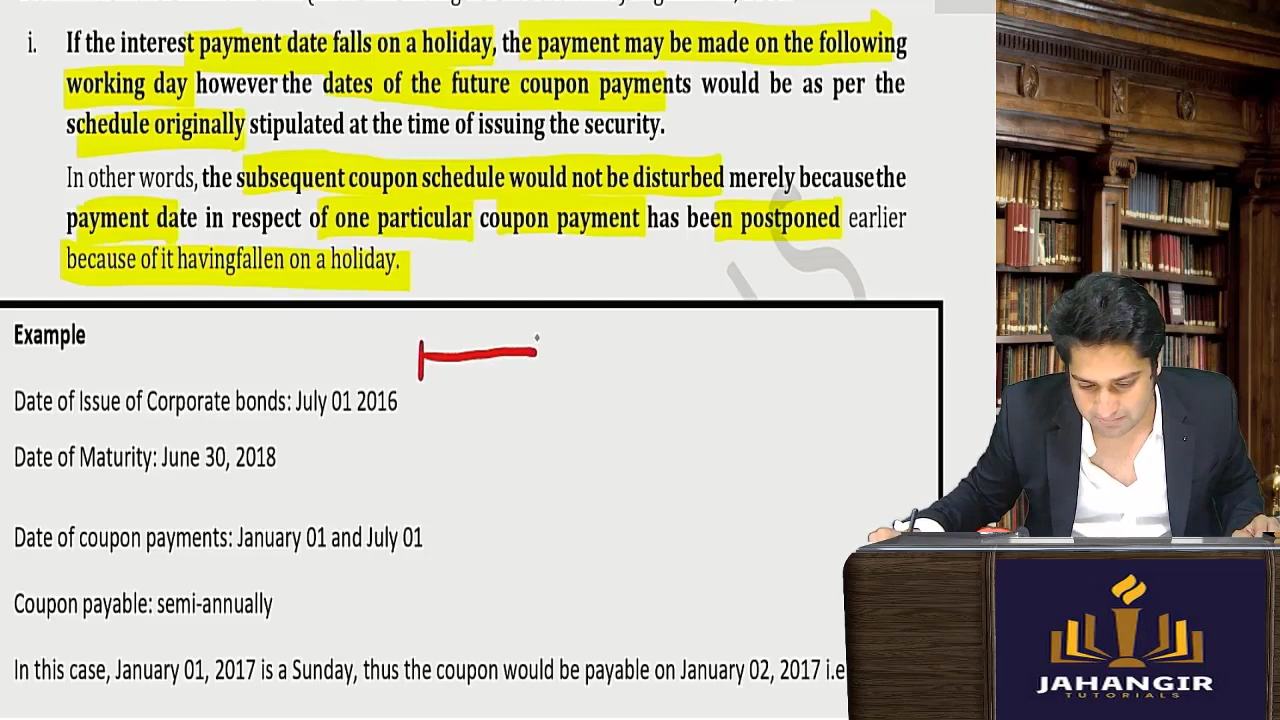 i. If the interest payment date falls on a holiday, the payment may be made on the following
working day however the dates of the future coupon payments would be as per the
schedule originally stipulated at the time of issuing the security.
In other words, the subsequent coupon schedule would not be disturbed merely because the
payment date in respect of one particular coupon payment has been postponed earlier
because of it havingfallen on a holiday.
Example
Date of Issue of Corporate bonds: July 01 2016
Date of Maturity: June 30, 2018
Date of coupon payments: January 01 and July 01
Coupon payable: semi-annually
In this case, January 01, 2017 is a Sunday, thus the coupon would be payable on January 02, 2017 i.e
JAHANGIR
TUTORIALS